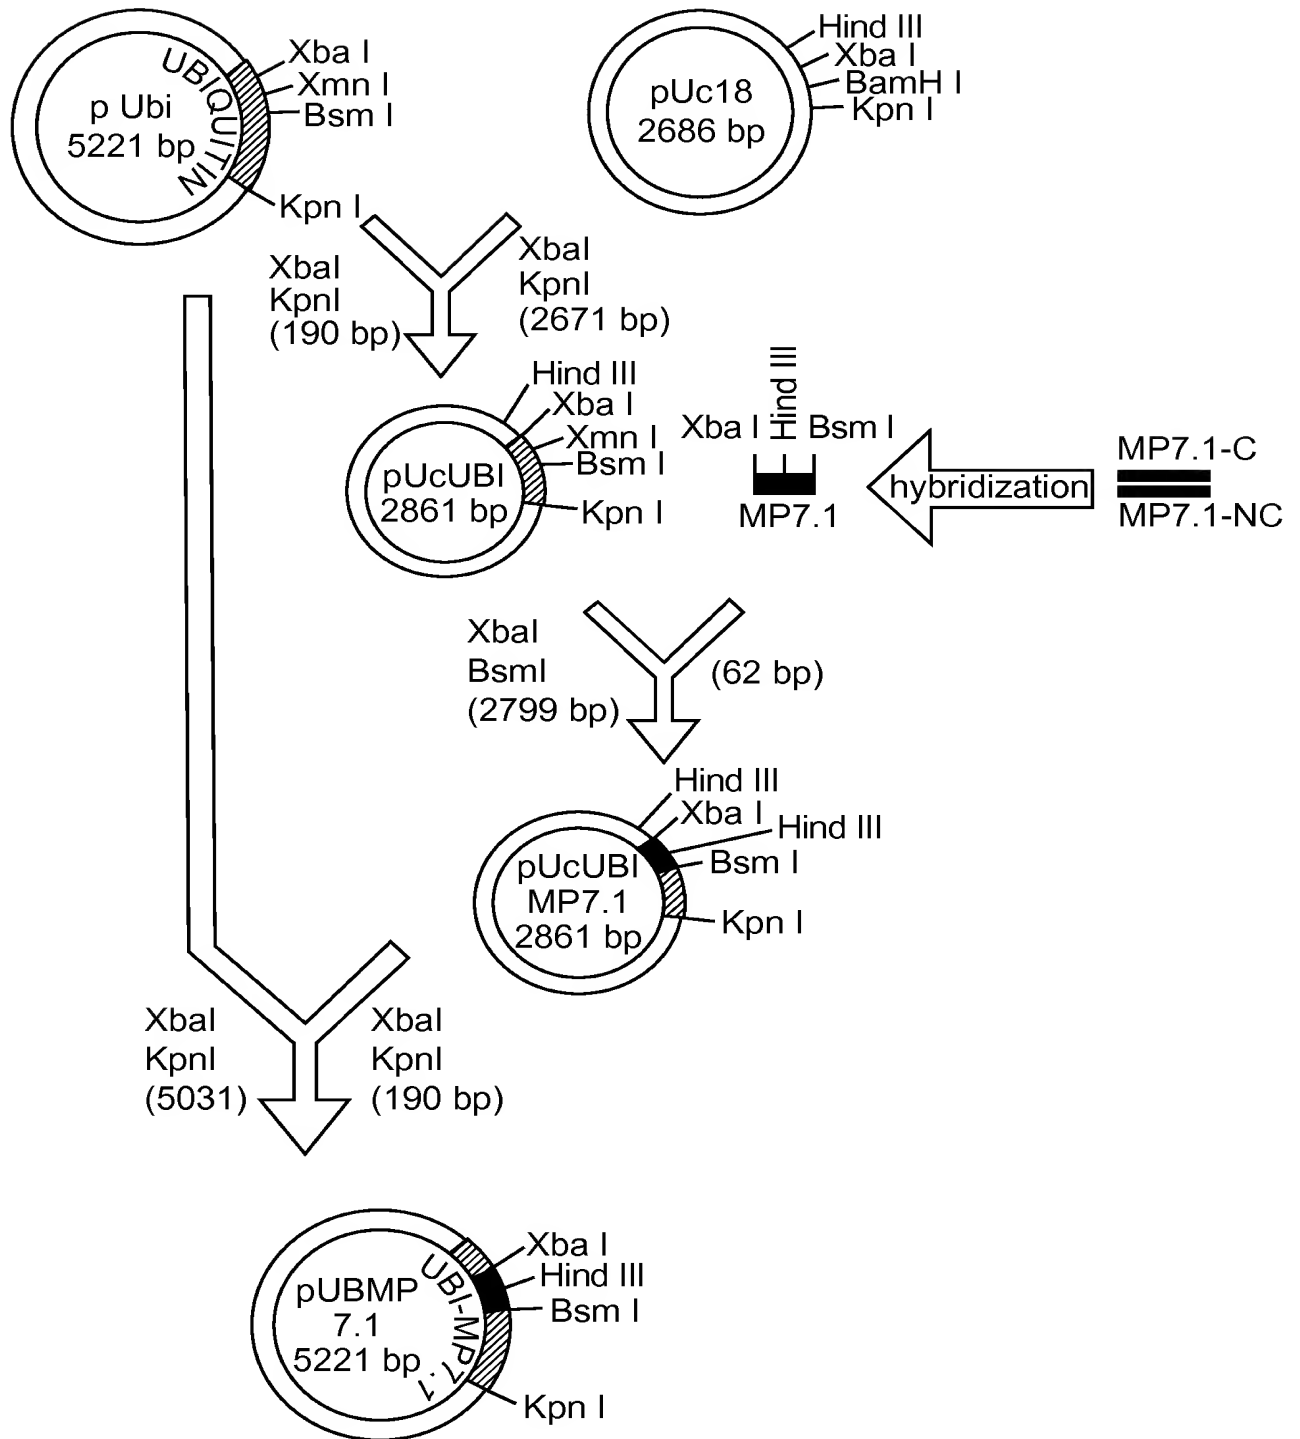 p Ubi
5221 bp
UBIQUITIN
Xba I
Xmn I
Bsm I
Kpn I
pUc18
2686 bp
Hind III
Xba I
BamH I
Kpn I
XbaI
KpnI
(190 bp)
XbaI
KpnI
(2671 bp)
pUcUBI
2861 bp
Hind III
Xba I
Xmn I
Bsm I
Kpn I
Xba I
Hind III
Bsm I
MP7.1
hybridization
MP7.1-C
MP7.1-NC
XbaI
BsmI
(2799 bp)
(62 bp)
pUcUBI
MP7.1
2861 bp
Hind III
Xba I
Hind III
Bsm I
Kpn I
XbaI
KpnI
(5031)
XbaI
KpnI
(190 bp)
pUBMP
7.1
5221 bp
UBI-MP7.1
Xba I
Hind III
Bsm I
Kpn I